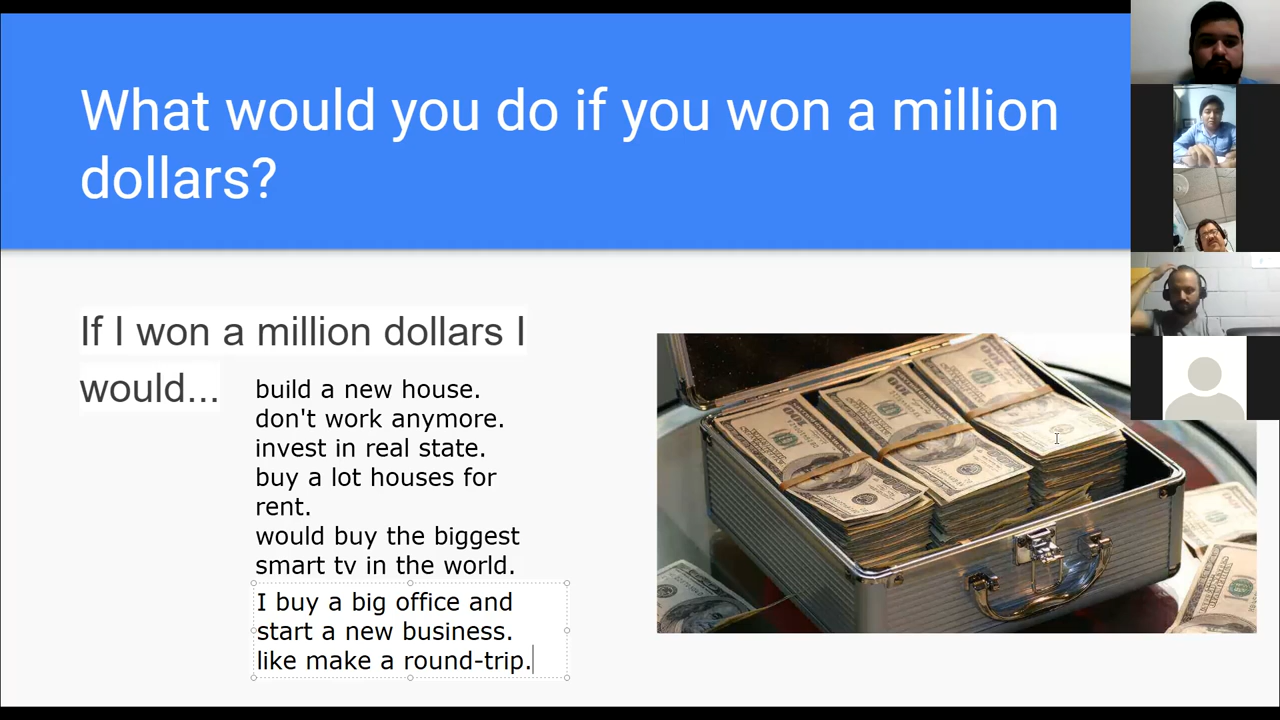 What would you do if you won a million
dollars?
If I won a million dollars I
would...
build a new house.
don't work anymore.
invest in real state.
buy a lot houses for
rent.
would buy the biggest
smart tv in the world.
I buy a big office and
start a new business.
like make a round-trip.